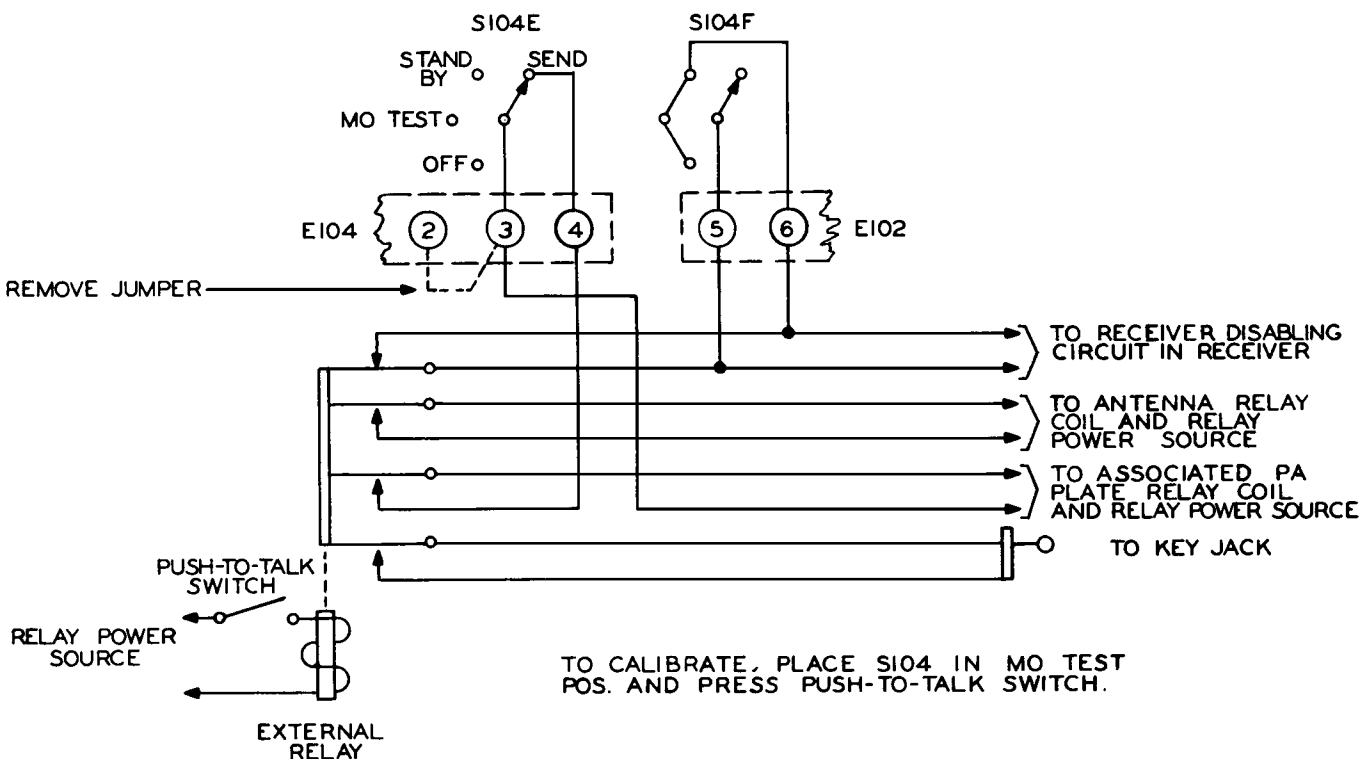 S104E
S104F
STAND
BY
SEND
MO TEST
OFF
E104
2
3
4
5
6
E102
REMOVE JUMPER
TO RECEIVER DISABLING
CIRCUIT IN RECEIVER
TO ANTENNA RELAY
COIL AND RELAY
POWER SOURCE
TO ASSOCIATED PA
PLATE RELAY COIL
AND RELAY POWER SOURCE
TO KEY JACK
PUSH-TO-TALK
SWITCH
RELAY POWER
SOURCE
EXTERNAL
RELAY
TO CALIBRATE, PLACE S104 IN MO TEST
POS. AND PRESS PUSH-TO-TALK SWITCH.